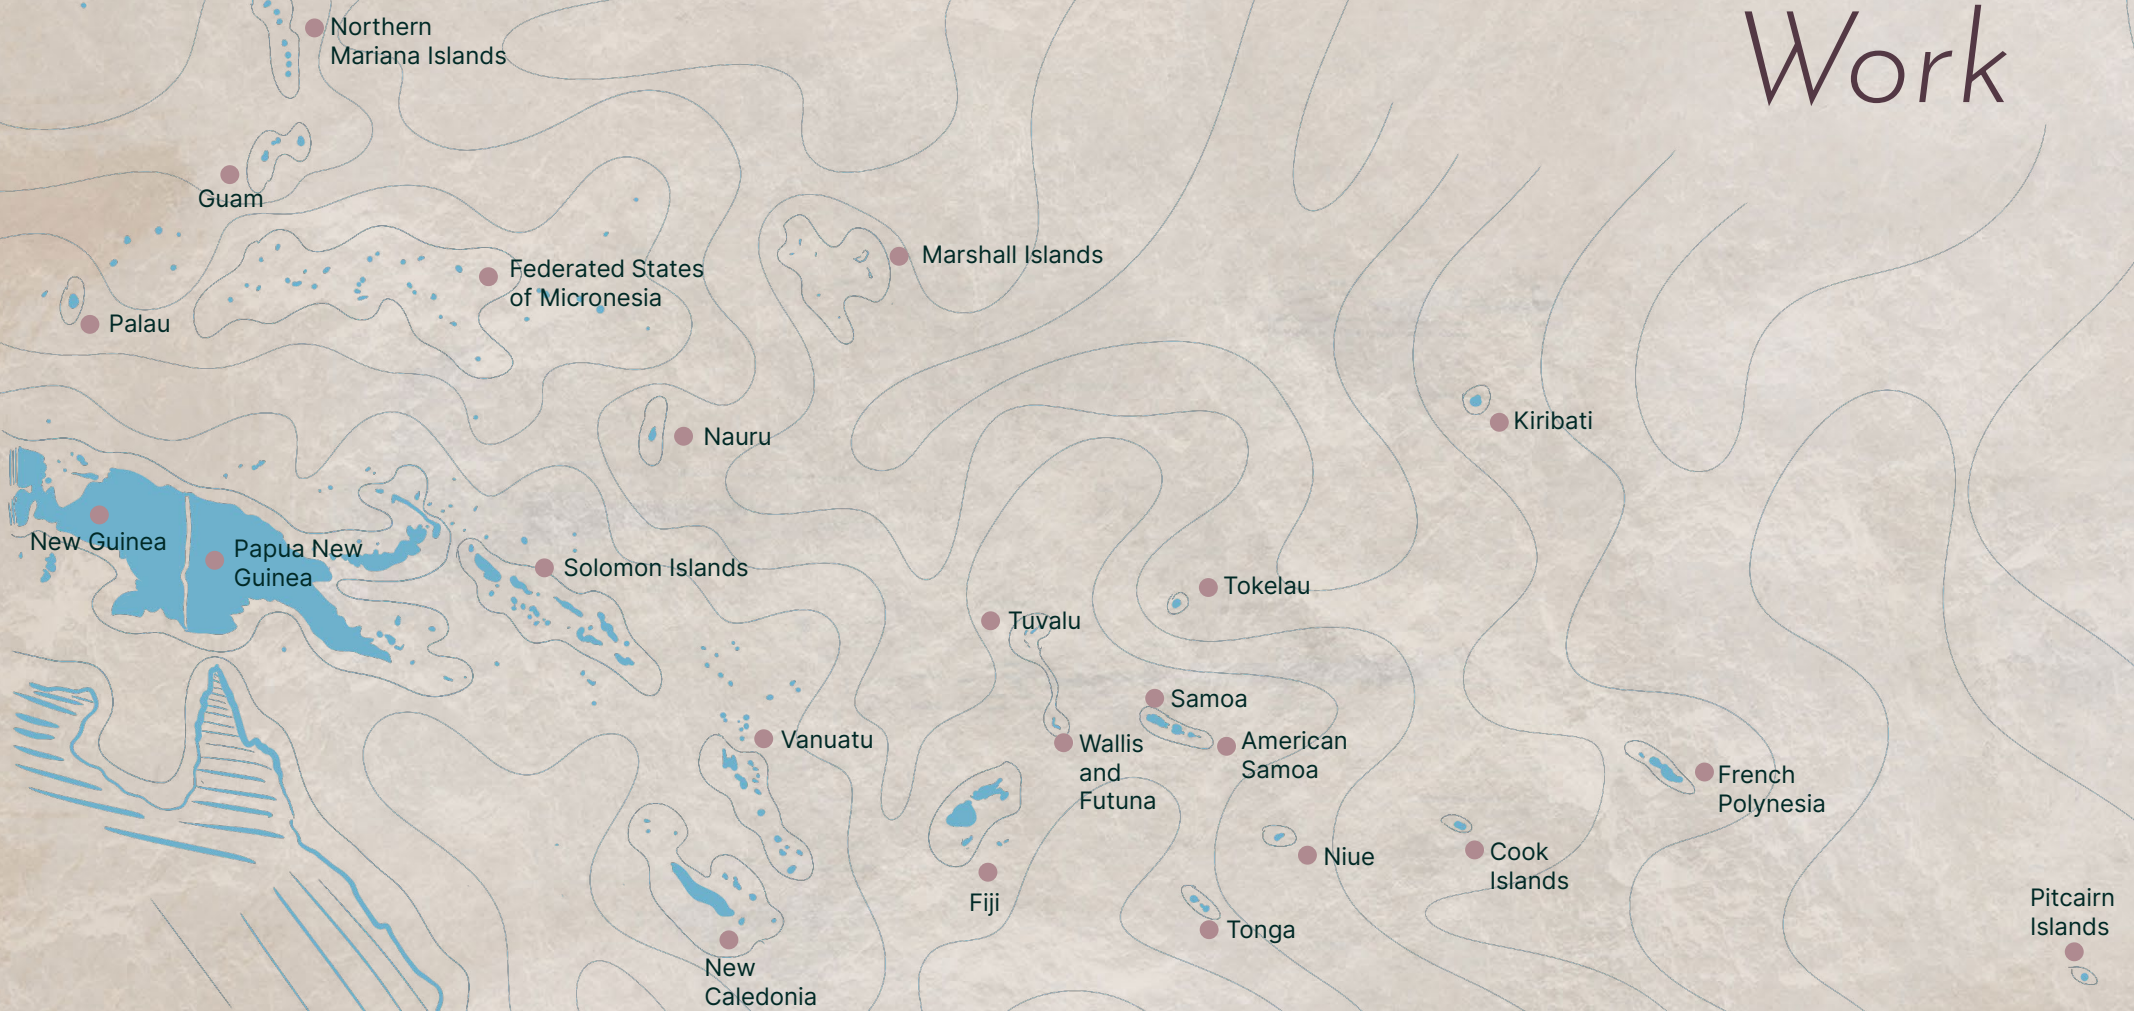 Work
Northern
Mariana Islands
Guam
Federated States
of Micronesia
Marshall Islands
Palau
Nauru
Kiribati
New Guinea
Papua New
Guinea
Solomon Islands
Tokelau
Tuvalu
Samoa
Vanuatu
Wallis
and
Futuna
American
Samoa
French
Polynesia
Niue
Cook
Islands
Fiji
Tonga
Pitcairn
Islands
New
Caledonia